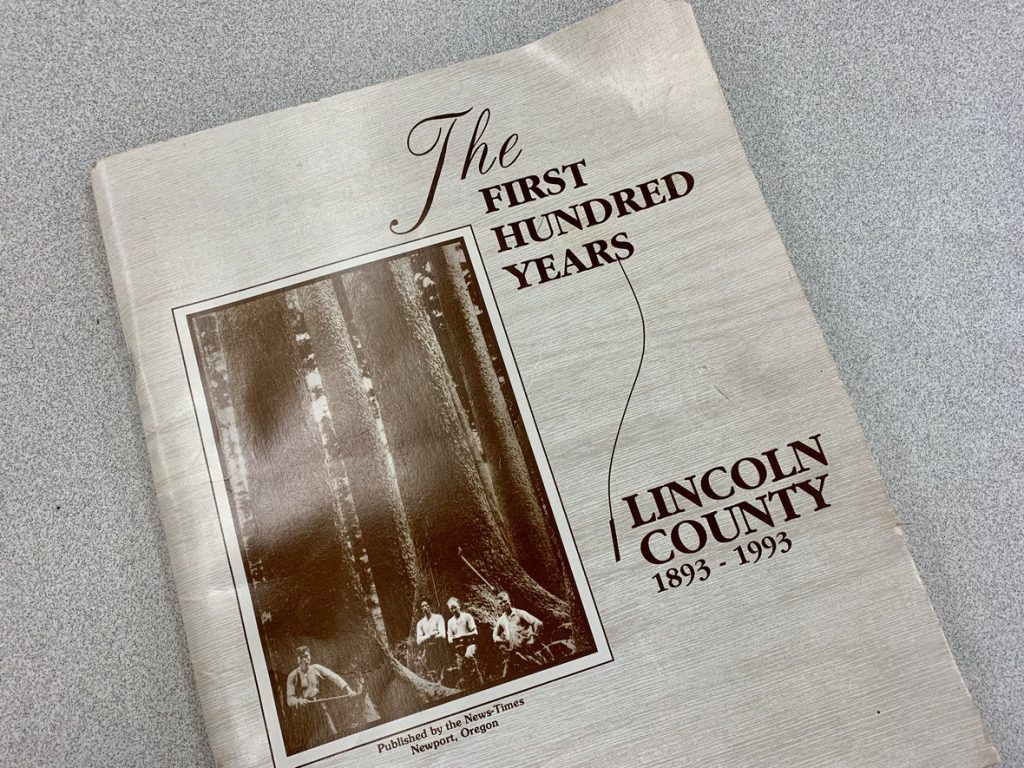 The
FIRST
HUNDRED
YEARS
LINCOLN
COUNTY
1893 - 1993
Published by the News-Times
Newport, Oregon